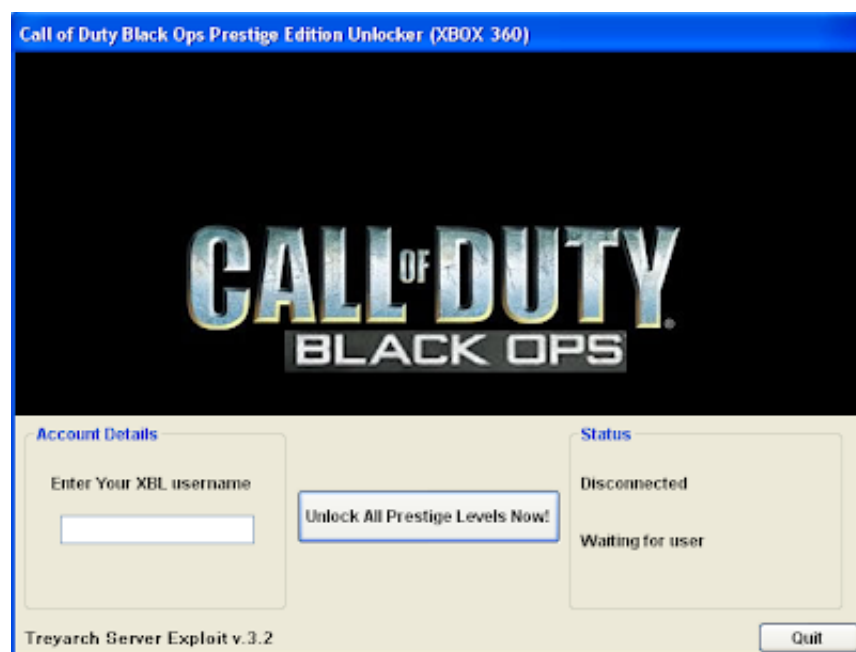 Call of Duty Black Ops Prestige Edition Unlocker (XBOX 360)
CALL OF DUTY
BLACK OPS
Account Details
Enter Your XBL username
Unlock All Prestige Levels Now!
Status
Disconnected
Waiting for user
Treyarch Server Exploit v.3.2
Quit